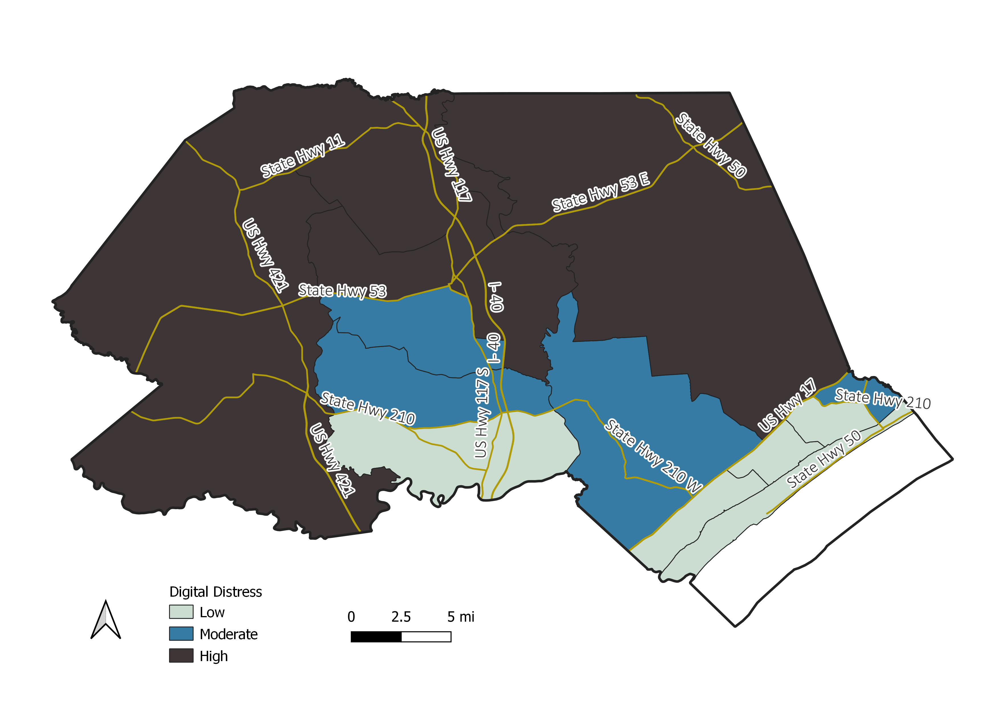 State Hwy 50
State Hwy 11
US Hwy 117
State Hwy 53 E
US Hwy 421
State Hwy 53
I- 40
I- 40
US Hwy 117 S
State Hwy 210
US Hwy 17
State Hwy 210
US Hwy 421
State Hwy 210 W
State Hwy 50
Digital Distress
Low
Moderate
High
0 2.5 5 mi